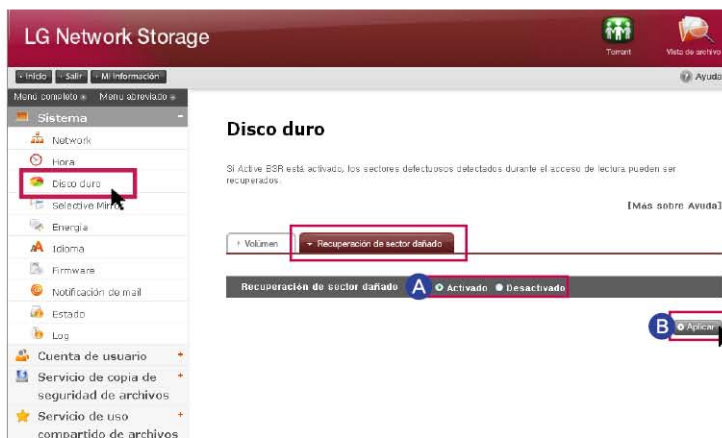 LG Network Storage
Torrent
Vista de archivo
Inicio Salir Mi Información
Ayuda
Menú completo Menu abreviado
Sistema
Network
Hora
Disco duro
Selective Mirror
Energía
Idioma
Firmware
Notificación de mail
Estado
Log
Cuenta de usuario
Servicio de copia de
seguridad de archivos
Servicio de uso
compartido de archivos
Disco duro
Si Active BSR está activado, los sectores defectuosos detectados durante el acceso de lectura pueden ser
recuperados.
[Más sobre Ayuda]
Volúmen
Recuperación de sector dañado
Recuperación de sector dañado A Activado Desactivado
B Aplicar